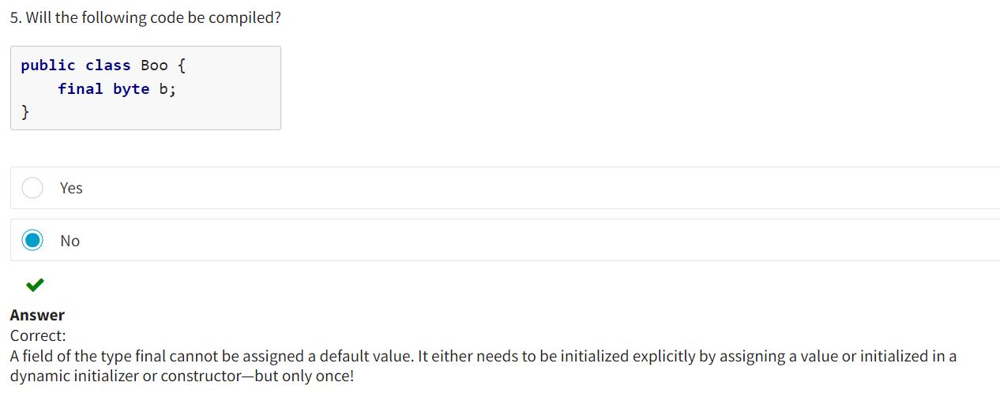 5. Will the following code be compiled?
public class Boo {
    final byte b;
}
Yes
No
Answer
Correct:
A field of the type final cannot be assigned a default value. It either needs to be initialized explicitly by assigning a value or initialized in a
dynamic initializer or constructor—but only once!